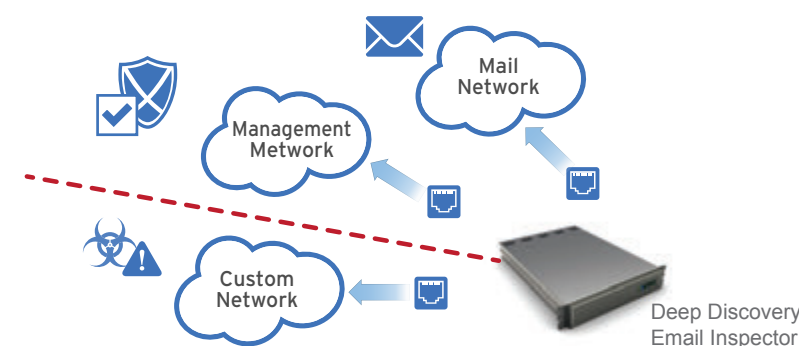 Mail
Network
Management
Metwork
Custom
Network
Deep Discovery
Email Inspector